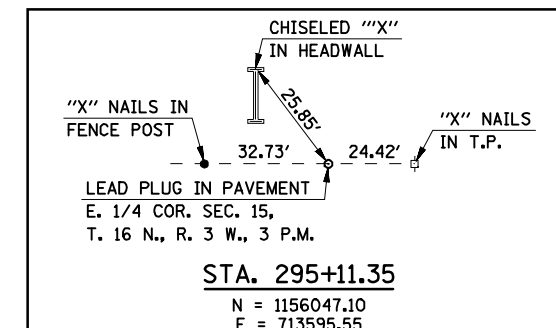 CHISELED "'X"
IN HEADWALL
"X" NAILS IN
FENCE POST
25.85'
"X" NAILS
IN T.P.
32.73'
24.42'
LEAD PLUG IN PAVEMENT
E. 1/4 COR. SEC. 15,
T. 16 N., R. 3 W., 3 P.M.
STA. 295+11.35
N = 1156047.10
E = 713595.55